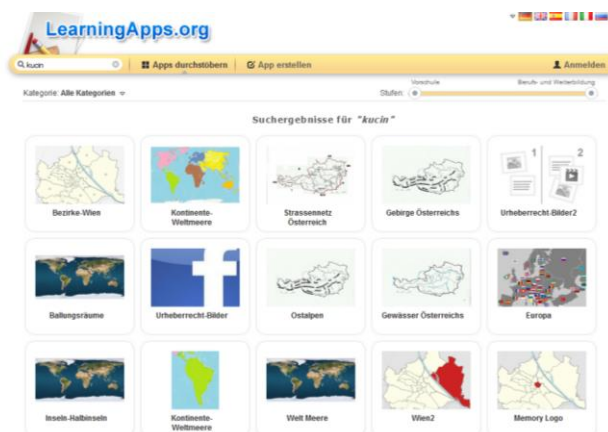 LearningApps.org
kucin
Apps durchstöbern
App erstellen
Anmelden
Kategorie: Alle Kategorien
Stufen:
Vorschule
Berufs- und Weiterbildung
Suchergebnisse für "kucin"
1 2
Bezirke-Wien
Kontinente-
Weltmeere
Strassennetz
Österreich
Gebirge Österreichs
Urheberrecht-Bilder2
Ballungsräume
Urheberrecht-Bilder
Ostalpen
Gewässer Österreichs
Europa
Inseln-Halbinseln
Kontinente-
Weltmeere
Welt Meere
Wien2
Memory Logo